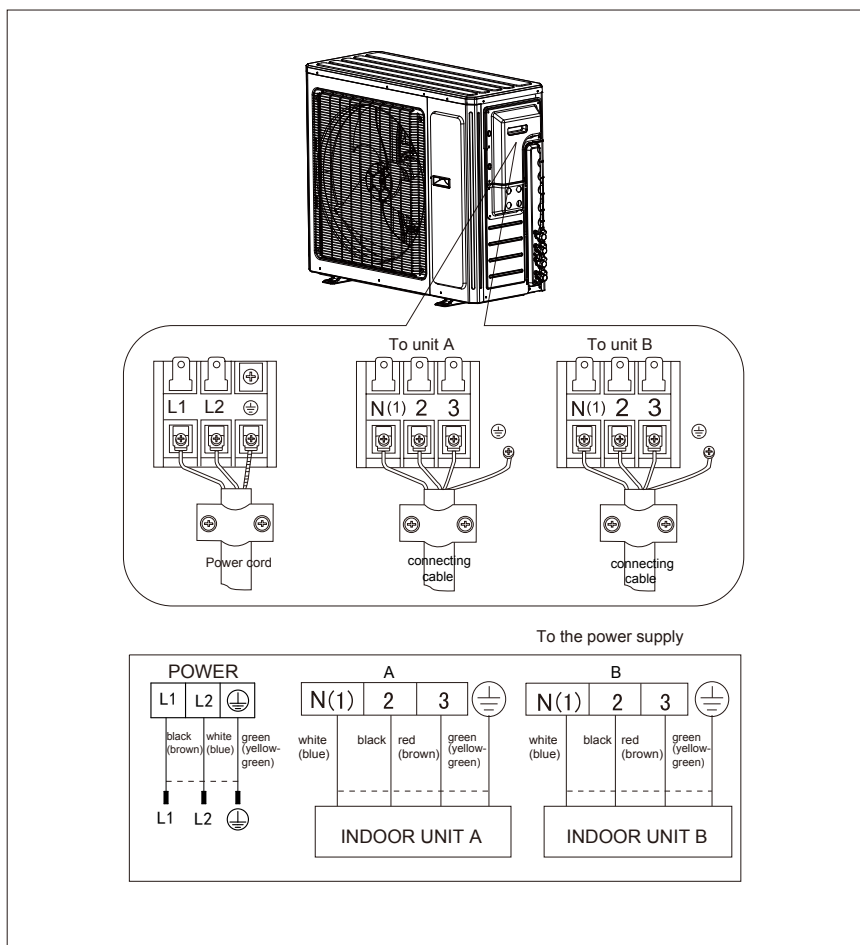 To unit A
To unit B
L1 L2
N(1) 2 3
N(1) 2 3
Power cord
connecting
cable
connecting
cable
To the power supply
POWER
L1 L2
black
(brown)
white
(blue)
green
(yellow-
green)
L1 L2
A
N(1) 2 3
white
(blue)
black
red
(brown)
green
(yellow-
green)
INDOOR UNIT A
B
N(1) 2 3
white
(blue)
black
red
(brown)
green
(yellow-
green)
INDOOR UNIT B